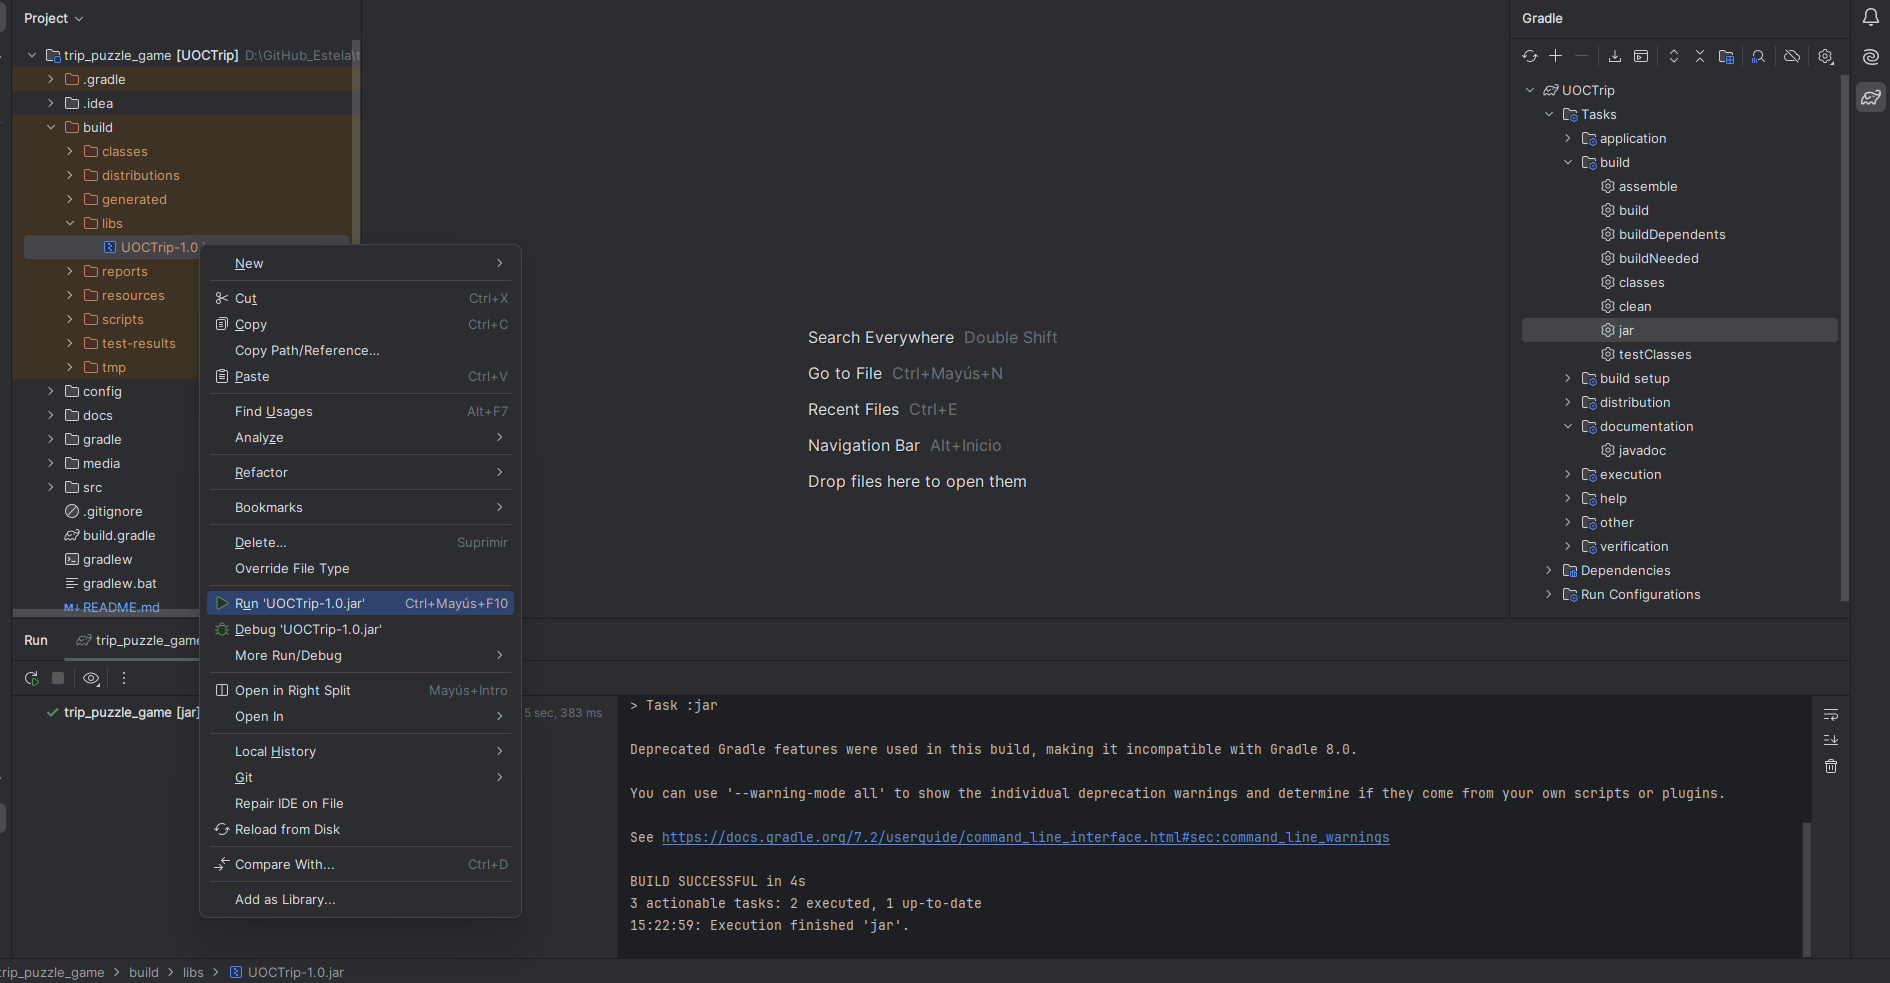 Project
trip_puzzle_game [UOCTrip] D:\GitHub_Estela\t
.gradle
.idea
build
classes
distributions
generated
libs
UOCTrip-1.0
reports
resources
scripts
test-results
tmp
config
docs
gradle
media
src
.gitignore
build.gradle
gradlew
gradlew.bat
README.md
New
Cut Ctrl+X
Copy Ctrl+C
Copy Path/Reference...
Paste Ctrl+V
Find Usages Alt+F7
Analyze
Refactor
Bookmarks
Delete... Suprimir
Override File Type
Run 'UOCTrip-1.0.jar' Ctrl+Mayús+F10
Debug 'UOCTrip-1.0.jar'
More Run/Debug
Open in Right Split Mayús+Intro
Open In
Local History
Git
Repair IDE on File
Reload from Disk
Compare With... Ctrl+D
Add as Library...
Search Everywhere Double Shift
Go to File Ctrl+Mayús+N
Recent Files Ctrl+E
Navigation Bar Alt+Inicio
Drop files here to open them
Gradle
UOCTrip
Tasks
application
build
assemble
build
buildDependents
buildNeeded
classes
clean
jar
testClasses
build setup
distribution
documentation
javadoc
execution
help
other
verification
Dependencies
Run Configurations
Run trip_puzzle_game
trip_puzzle_game [jar] 5 sec, 383 ms
> Task :jar
Deprecated Gradle features were used in this build, making it incompatible with Gradle 8.0.
You can use '--warning-mode all' to show the individual deprecation warnings and determine if they come from your own scripts or plugins.
See https://docs.gradle.org/7.2/userguide/command_line_interface.html#sec:command_line_warnings
BUILD SUCCESSFUL in 4s
3 actionable tasks: 2 executed, 1 up-to-date
15:22:59: Execution finished 'jar'.
trip_puzzle_game > build > libs > UOCTrip-1.0.jar